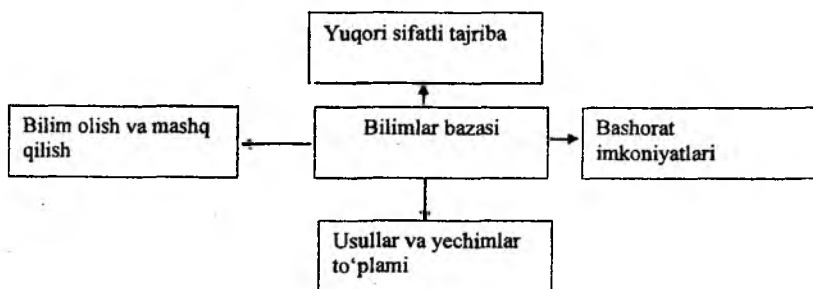 Yuqori sifatli tajriba
Bilim olish va mashq
qilish
Bilimlar bazasi
Bashorat
imkoniyatlari
Usullar va yechimlar
to‘plami